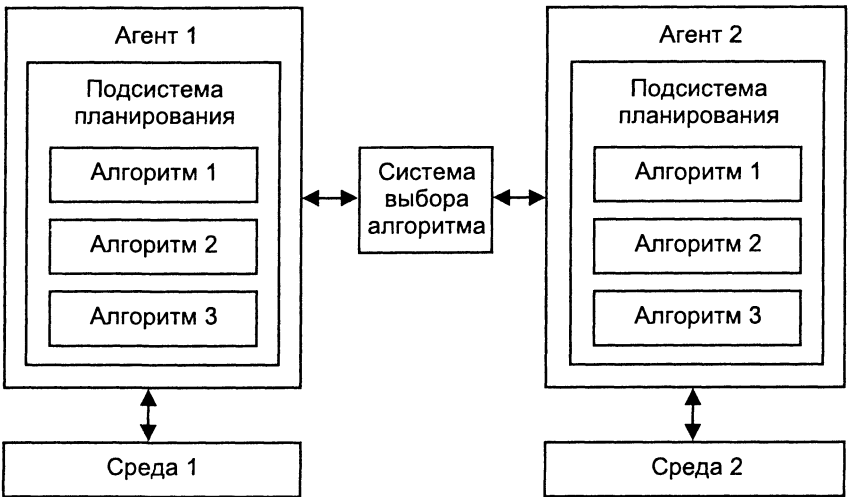 Агент 1
Подсистема
планирования
Алгоритм 1
Алгоритм 2
Алгоритм 3
Система
выбора
алгоритма
Агент 2
Подсистема
планирования
Алгоритм 1
Алгоритм 2
Алгоритм 3
Среда 1
Среда 2